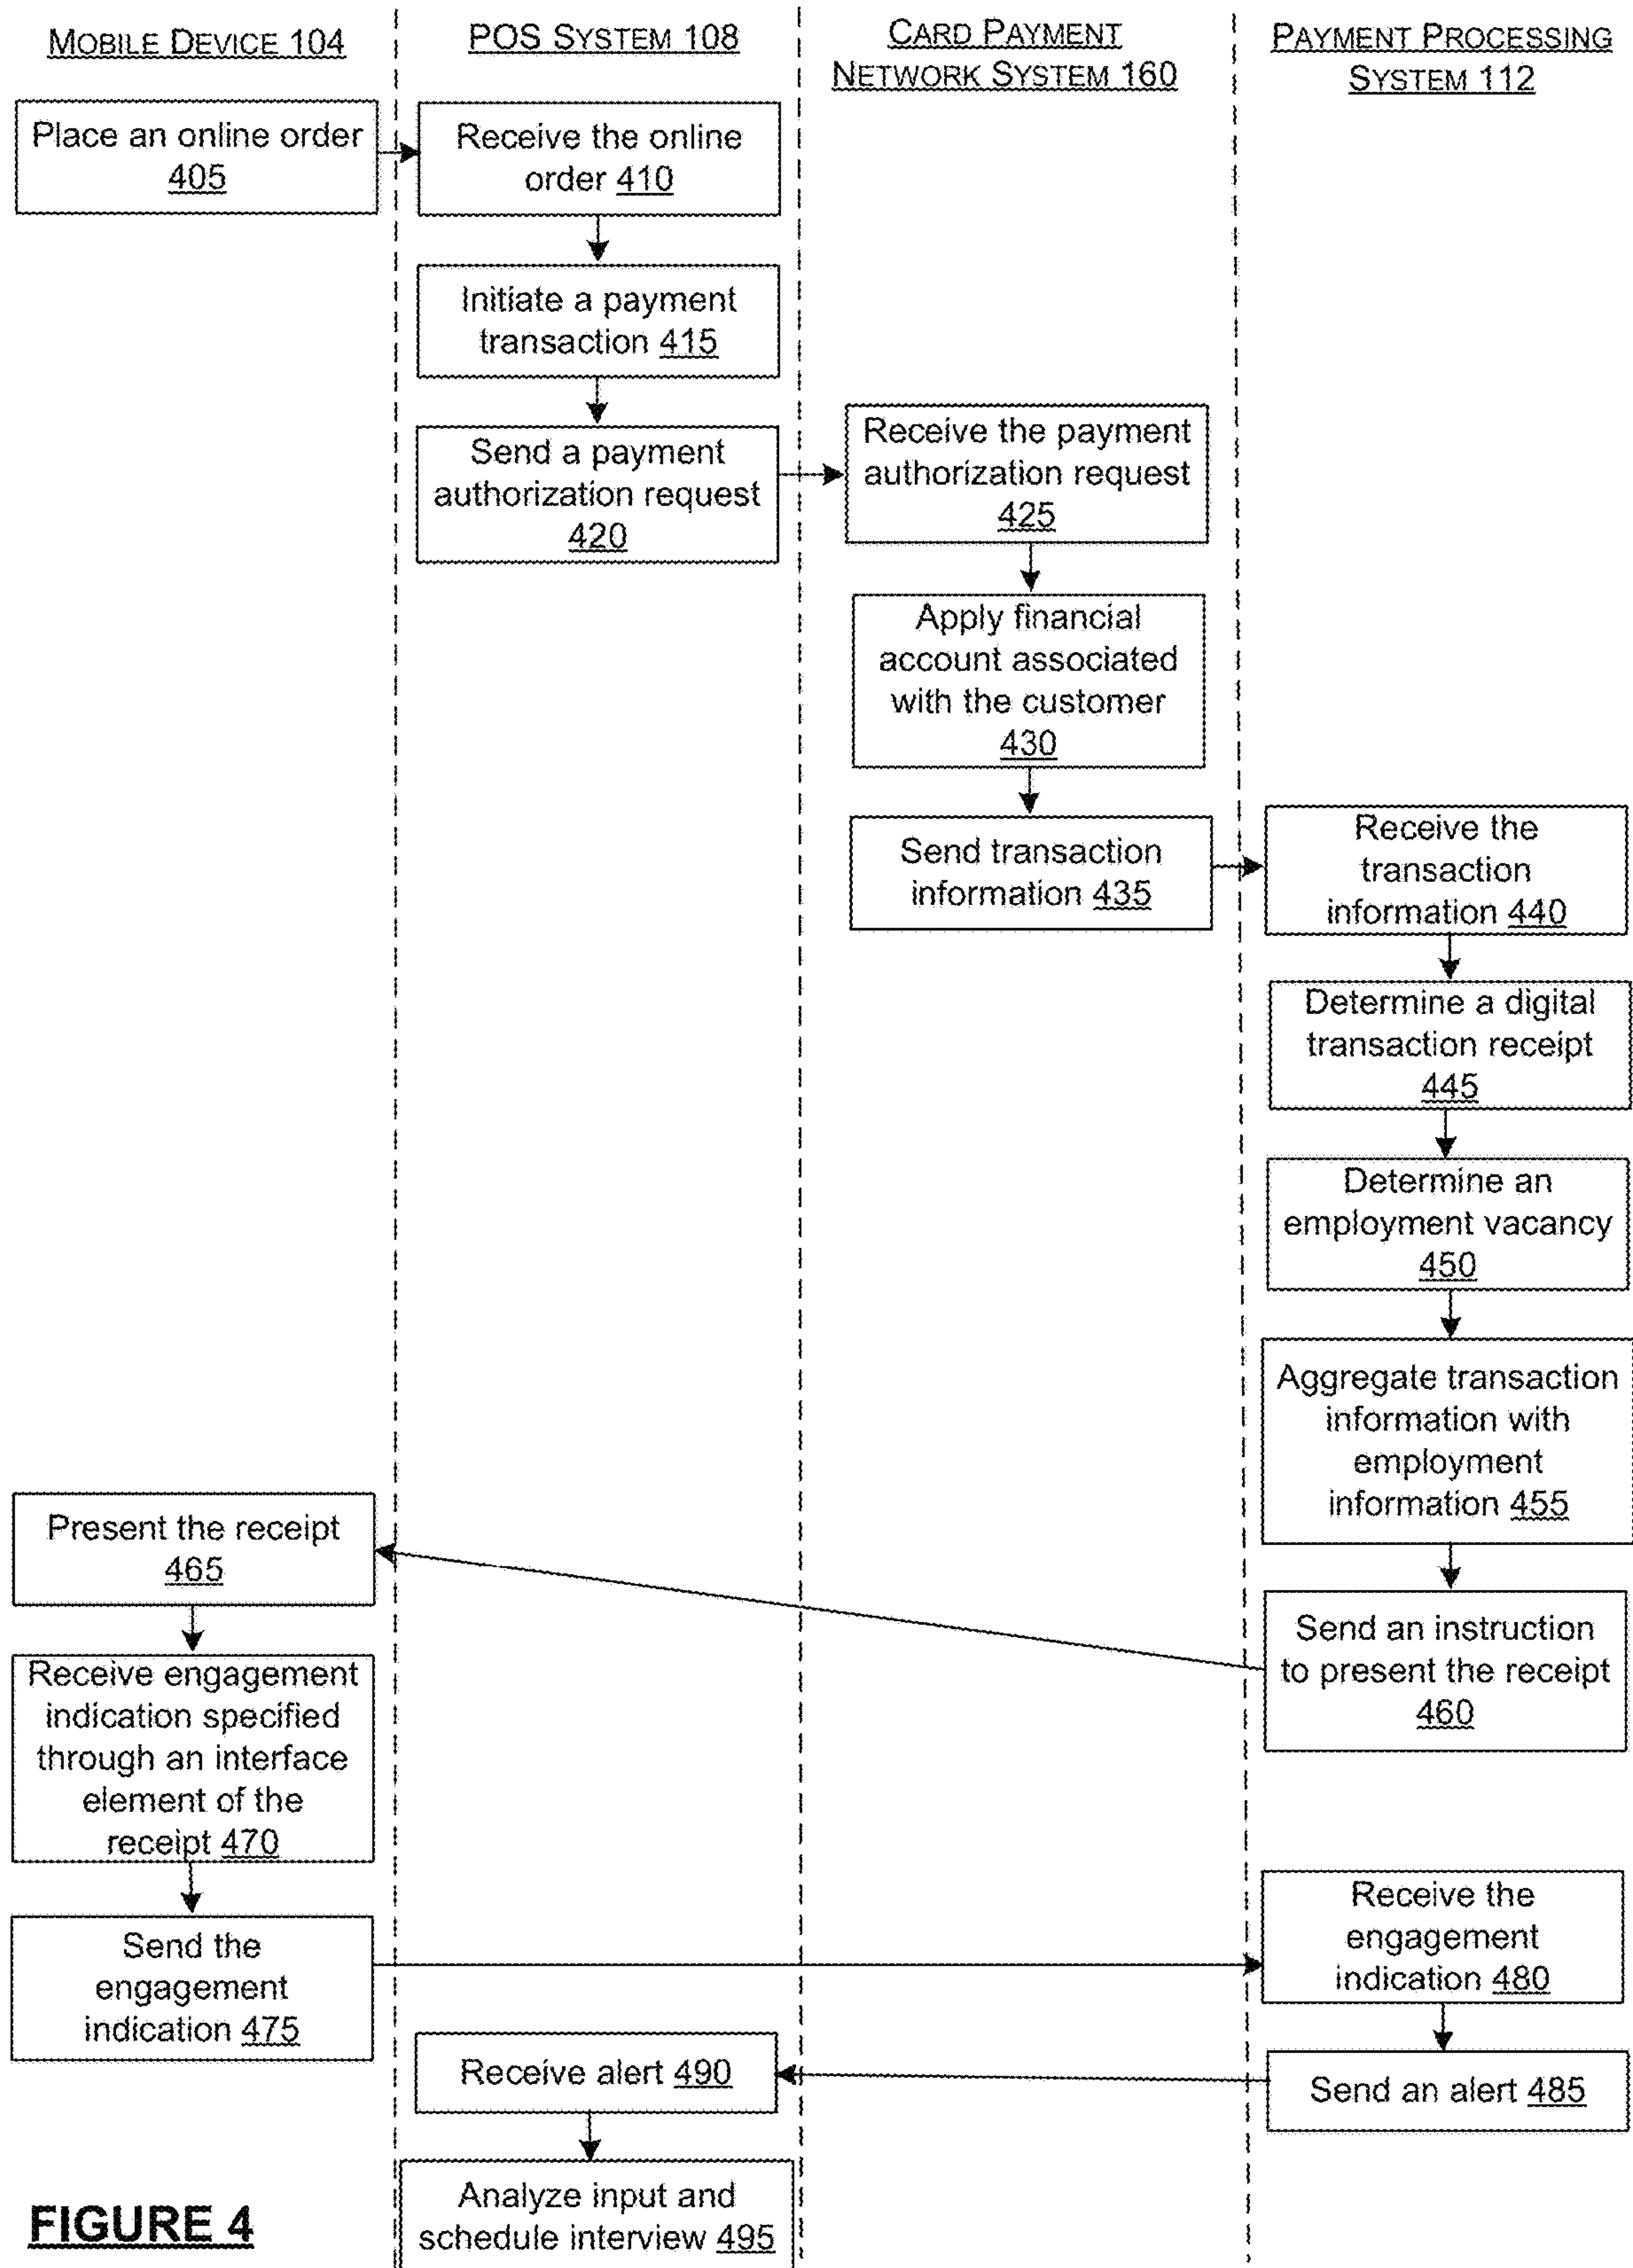 MOBILE DEVICE 104
POS SYSTEM 108
CARD PAYMENT
NETWORK SYSTEM 160
PAYMENT PROCESSING
SYSTEM 112
Place an online order
405
Receive the online
order 410
Initiate a payment
transaction 415
Send a payment
authorization request
420
Receive the payment
authorization request
425
Apply financial
account associated
with the customer
430
Send transaction
information 435
Receive the
transaction
information 440
Determine a digital
transaction receipt
445
Determine an
employment vacancy
450
Aggregate transaction
information with
employment
information 455
Send an instruction
to present the receipt
460
Present the receipt
465
Receive engagement
indication specified
through an interface
element of the
receipt 470
Send the
engagement
indication 475
Receive the
engagement
indication 480
Send an alert 485
Receive alert 490
Analyze input and
schedule interview 495
FIGURE 4